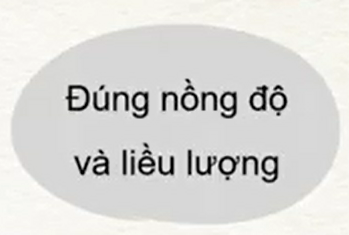 Đúng nồng độ
và liều lượng